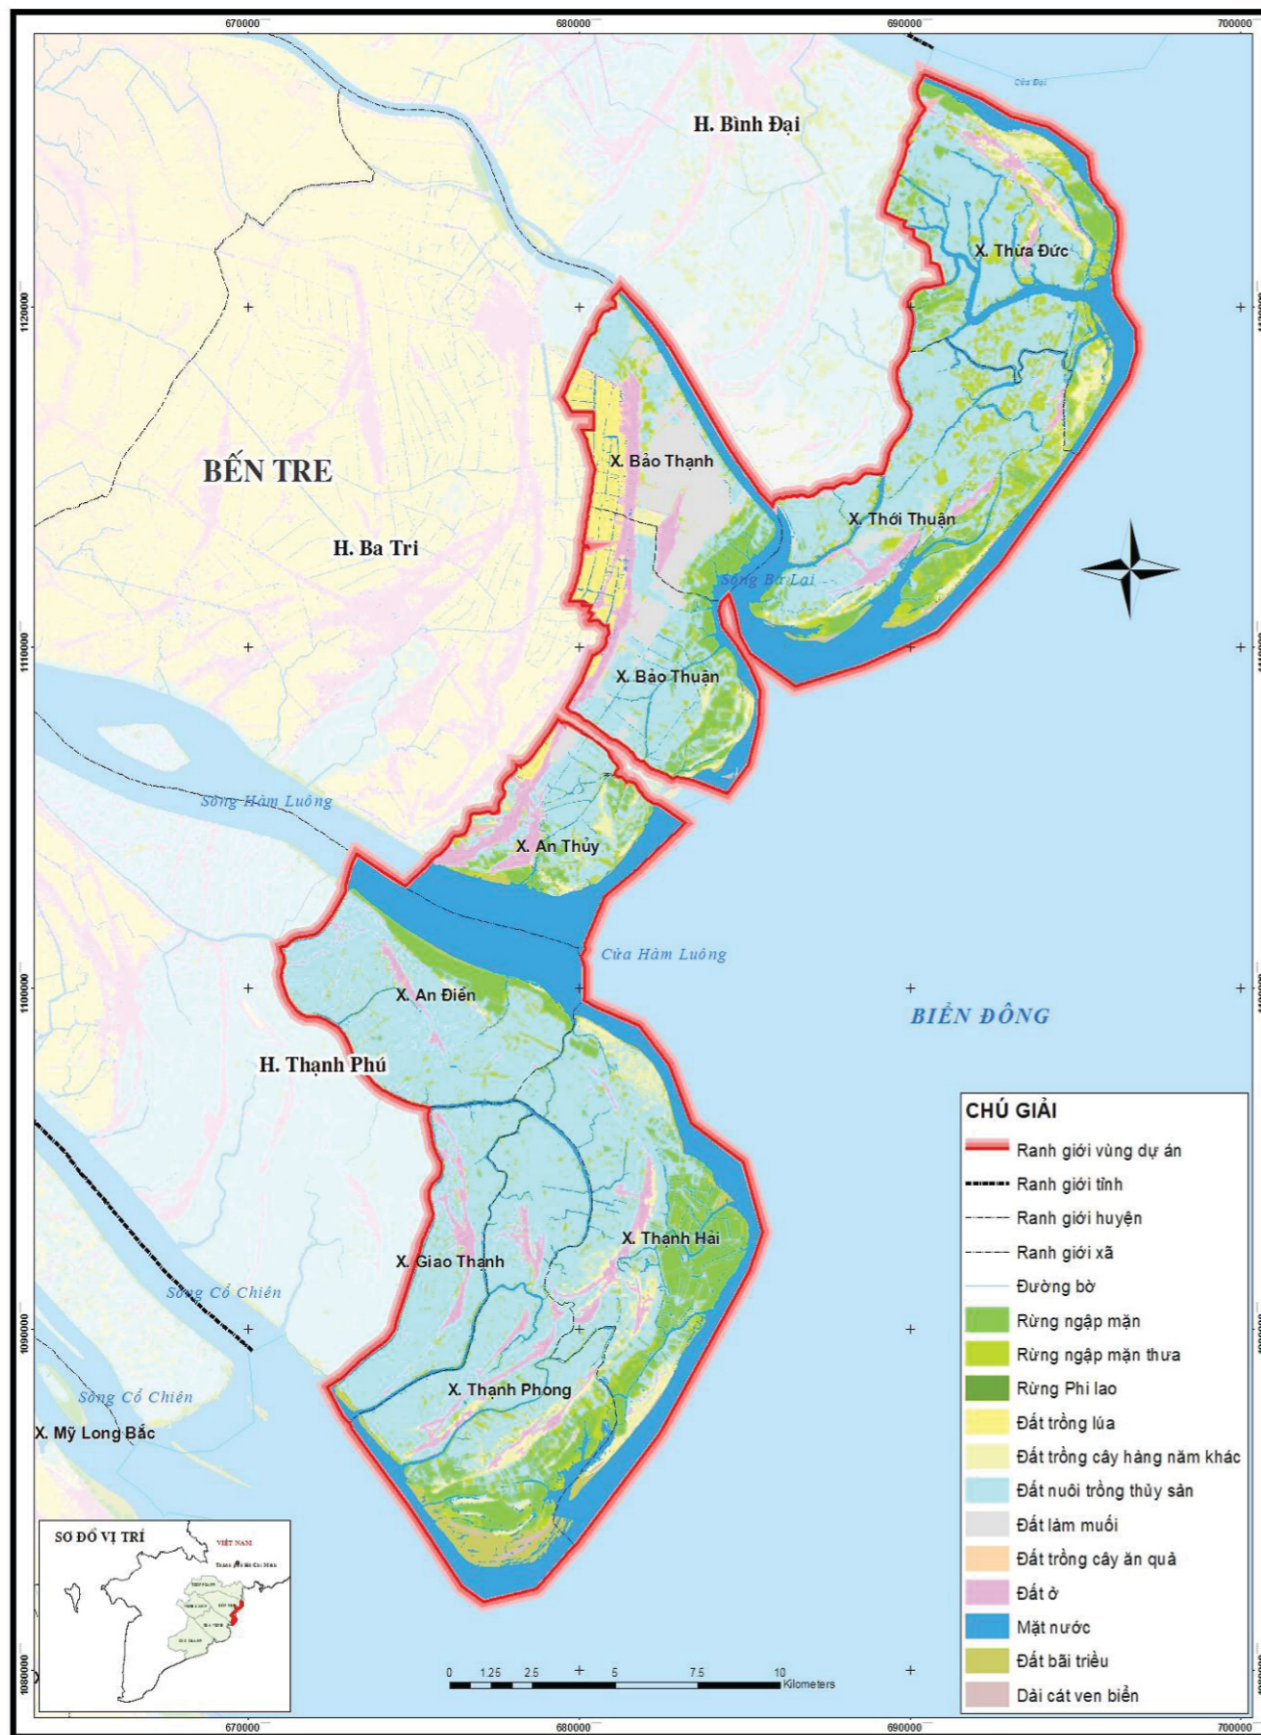 670000
680000
690000
700000
Cửa Đại
H. Bình Đại
X. Thừa Đức
1120000
1120000
X. Bảo Thạnh
BẾN TRE
X. Thới Thuận
H. Ba Tri
Sông Ba Lai
1110000
1110000
X. Bảo Thuận
Sông Hàm Luông
X. An Thủy
Cửa Hàm Luông
1100000
1100000
X. An Điền
BIỂN ĐÔNG
H. Thạnh Phú
CHÚ GIẢI
Ranh giới vùng dự án
Ranh giới tỉnh
Ranh giới huyện
Ranh giới xã
Đường bờ
Rừng ngập mặn
Rừng ngập mặn thưa
Rừng Phi lao
Đất trồng lúa
Đất trồng cây hàng năm khác
Đất nuôi trồng thủy sản
Đất làm muối
Đất trồng cây ăn quả
Đất ở
Mặt nước
Đất bãi triều
Dải cát ven biển
X. Thạnh Hải
X. Giao Thạnh
Sông Cổ Chiên
1090000
1090000
X. Thạnh Phong
Sông Cổ Chiên
X. Mỹ Long Bắc
SƠ ĐỒ VỊ TRÍ
VIỆT NAM
1080000
1080000
0 1.25 2.5 5 7.5 10
Kilometers
670000
680000
690000
700000